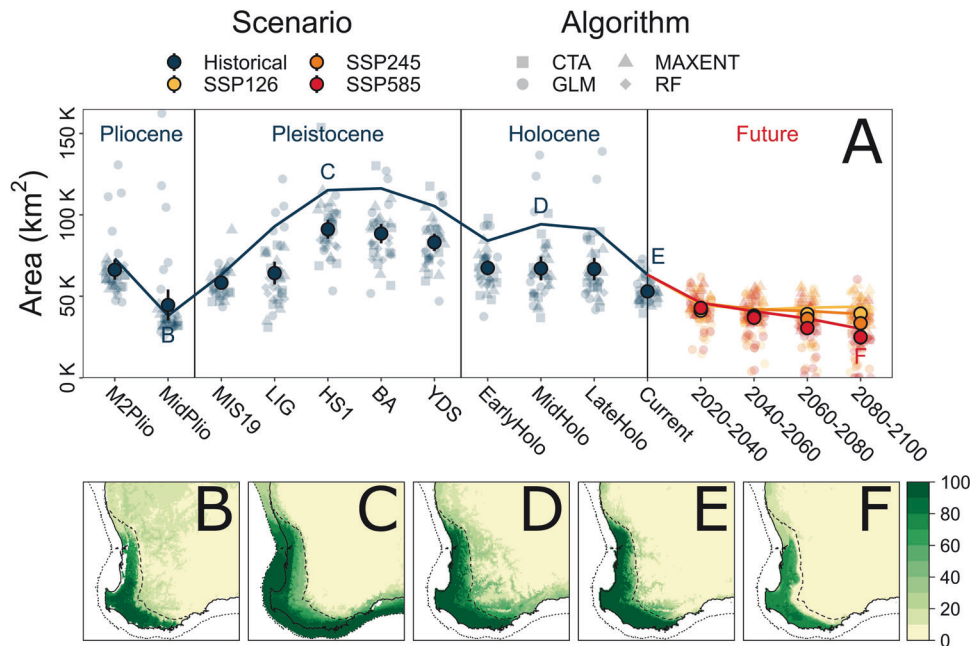 Scenario Algorithm
Historical SSP245 CTA MAXENT
SSP126 SSP585 GLM RF
Pliocene Pleistocene Holocene Future A
150 K
100 K
50 K
0 K
Area (km²)
B C D E F
M2Plio MidPlio MIS19 LIG HS1 BA YDS EarlyHolo MidHolo LateHolo Current 2020-2040 2040-2060 2060-2080 2080-2100
B C D E F
100
80
60
40
20
10
0